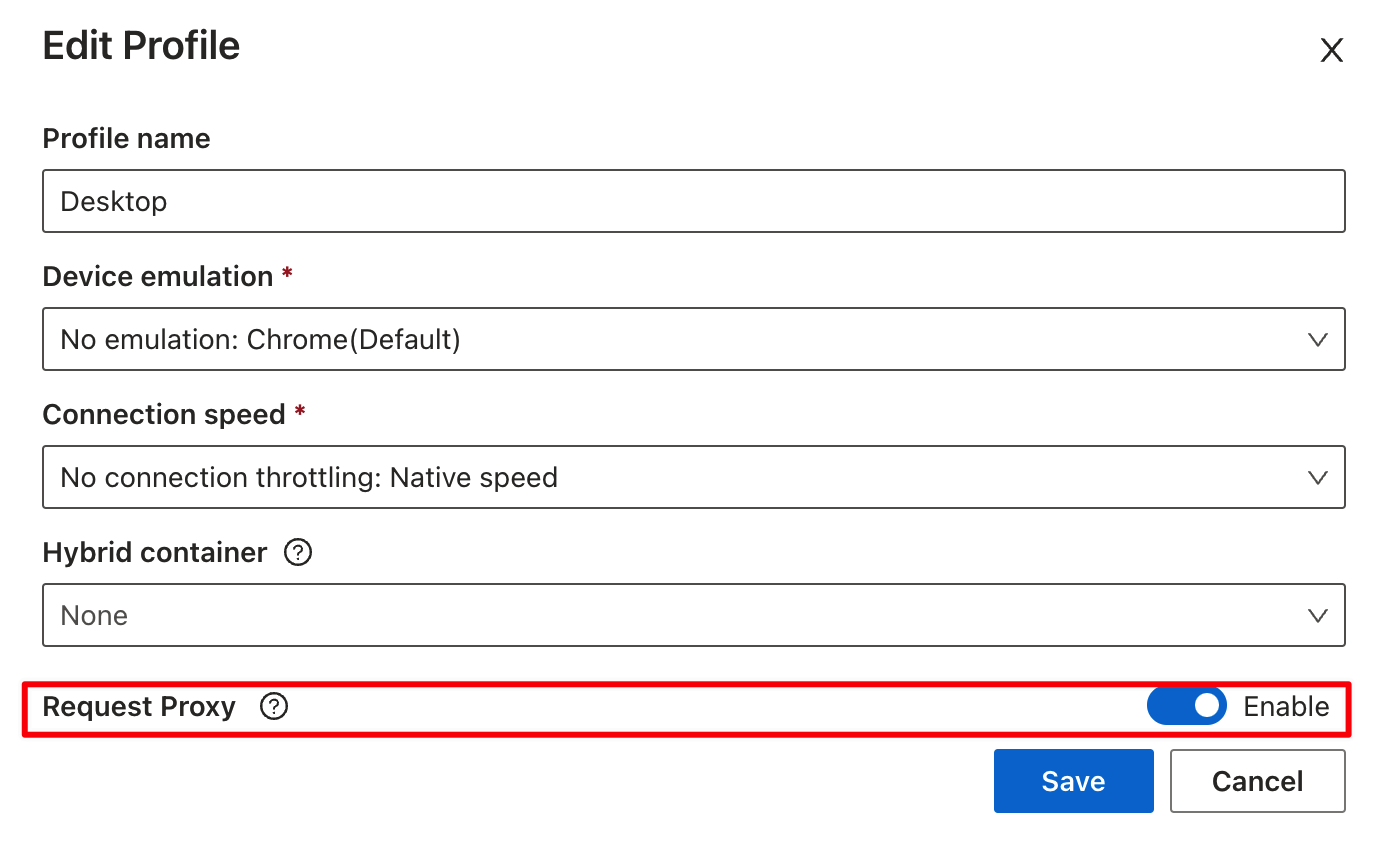 Edit Profile
Profile name
Desktop
Device emulation *
No emulation: Chrome(Default)
Connection speed *
No connection throttling: Native speed
Hybrid container ?
None
Request Proxy ? Enable
Save Cancel